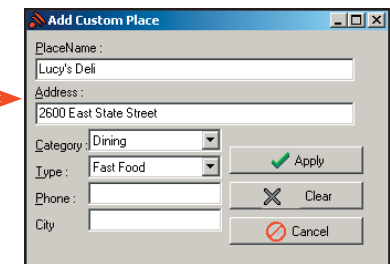 Add Custom Place
PlaceName :
Lucy's Deli
Address :
2600 East State Street
Category : Dining
Type : Fast Food
Apply
Phone :
Clear
City
Cancel